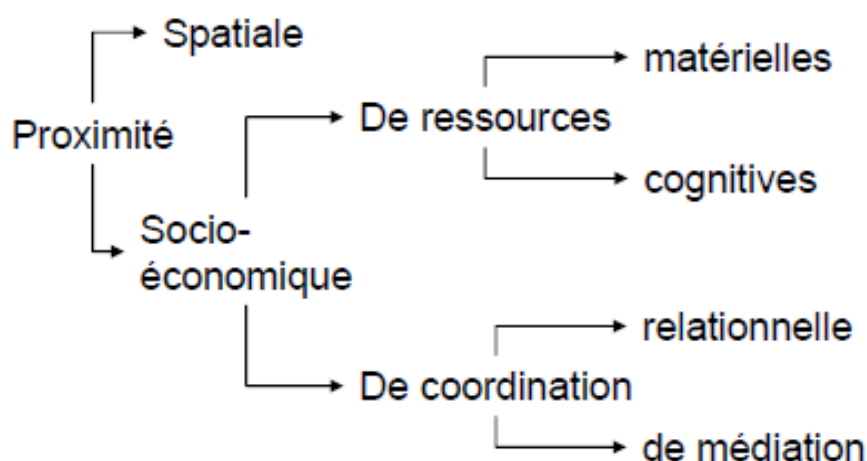 Spatiale
Proximité
Socio-
économique
De ressources
matérielles
cognitives
De coordination
relationnelle
de médiation